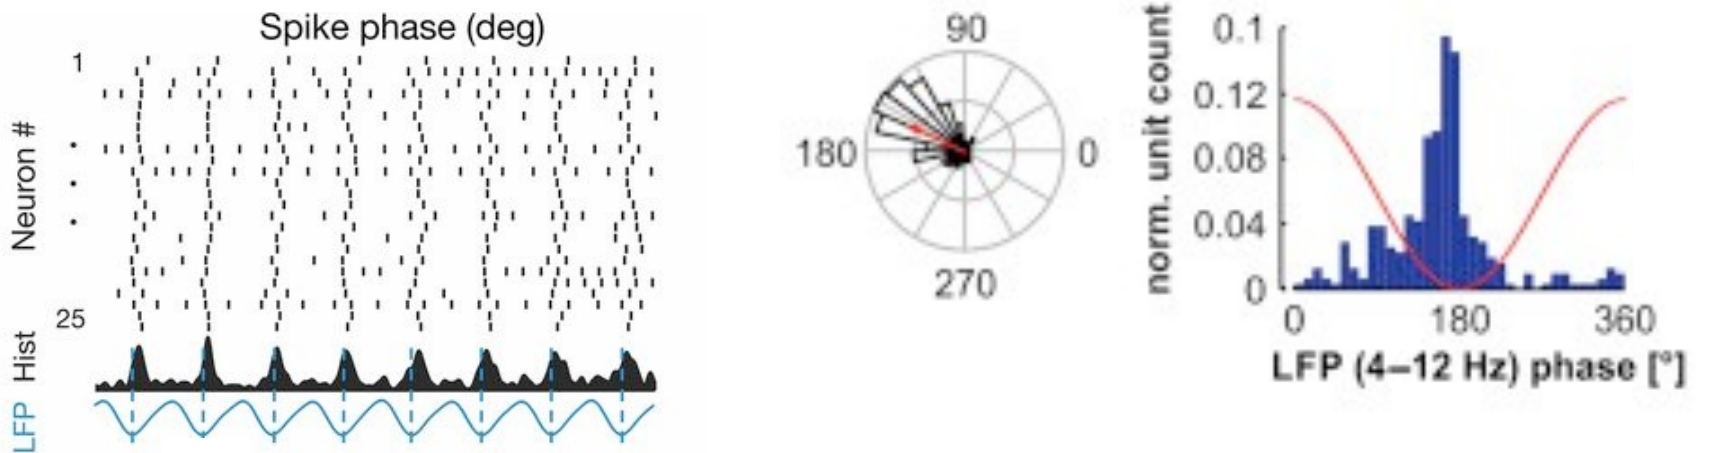 Spike phase (deg)
1
Neuron #
25
Hist
LFP
90
180
0
270
norm. unit count
0.1
0.12
0.08
0.04
0
0
180
360
LFP (4–12 Hz) phase [°]